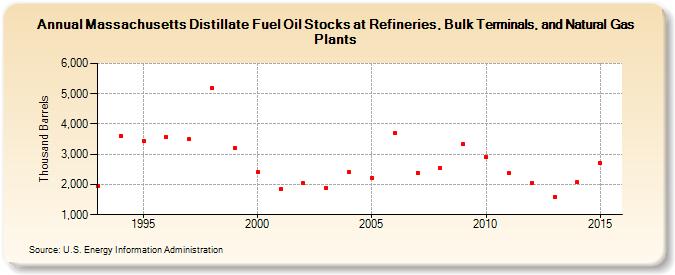 Annual Massachusetts Distillate Fuel Oil Stocks at Refineries, Bulk Terminals, and Natural Gas
Plants
Thousand Barrels
6,000
5,000
4,000
3,000
2,000
1,000
1995
2000
2005
2010
2015
Source: U.S. Energy Information Administration